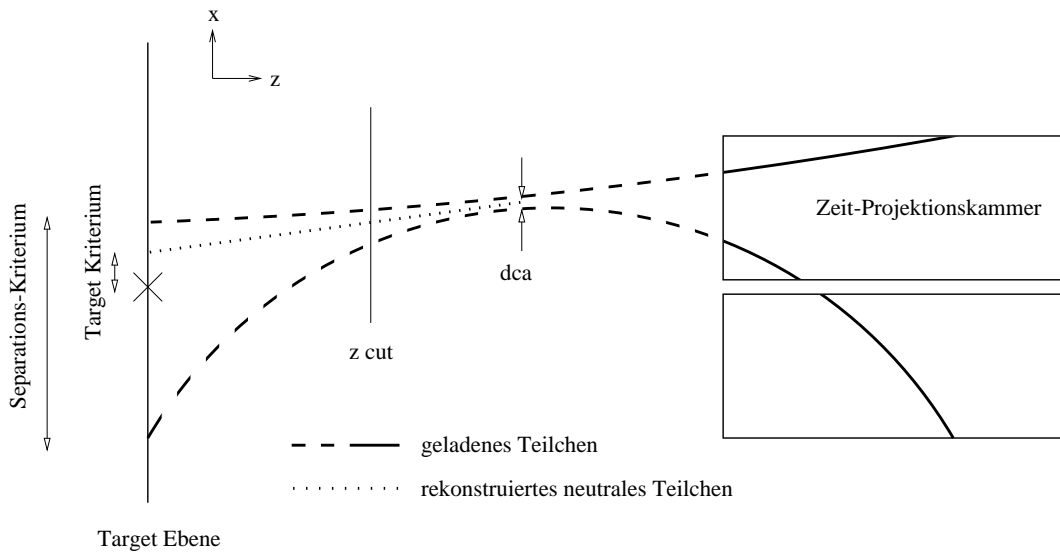 x
z
Separations-Kriterium
Target Kriterium
Zeit-Projektionskammer
dca
z cut
geladenes Teilchen
rekonstruiertes neutrales Teilchen
Target Ebene